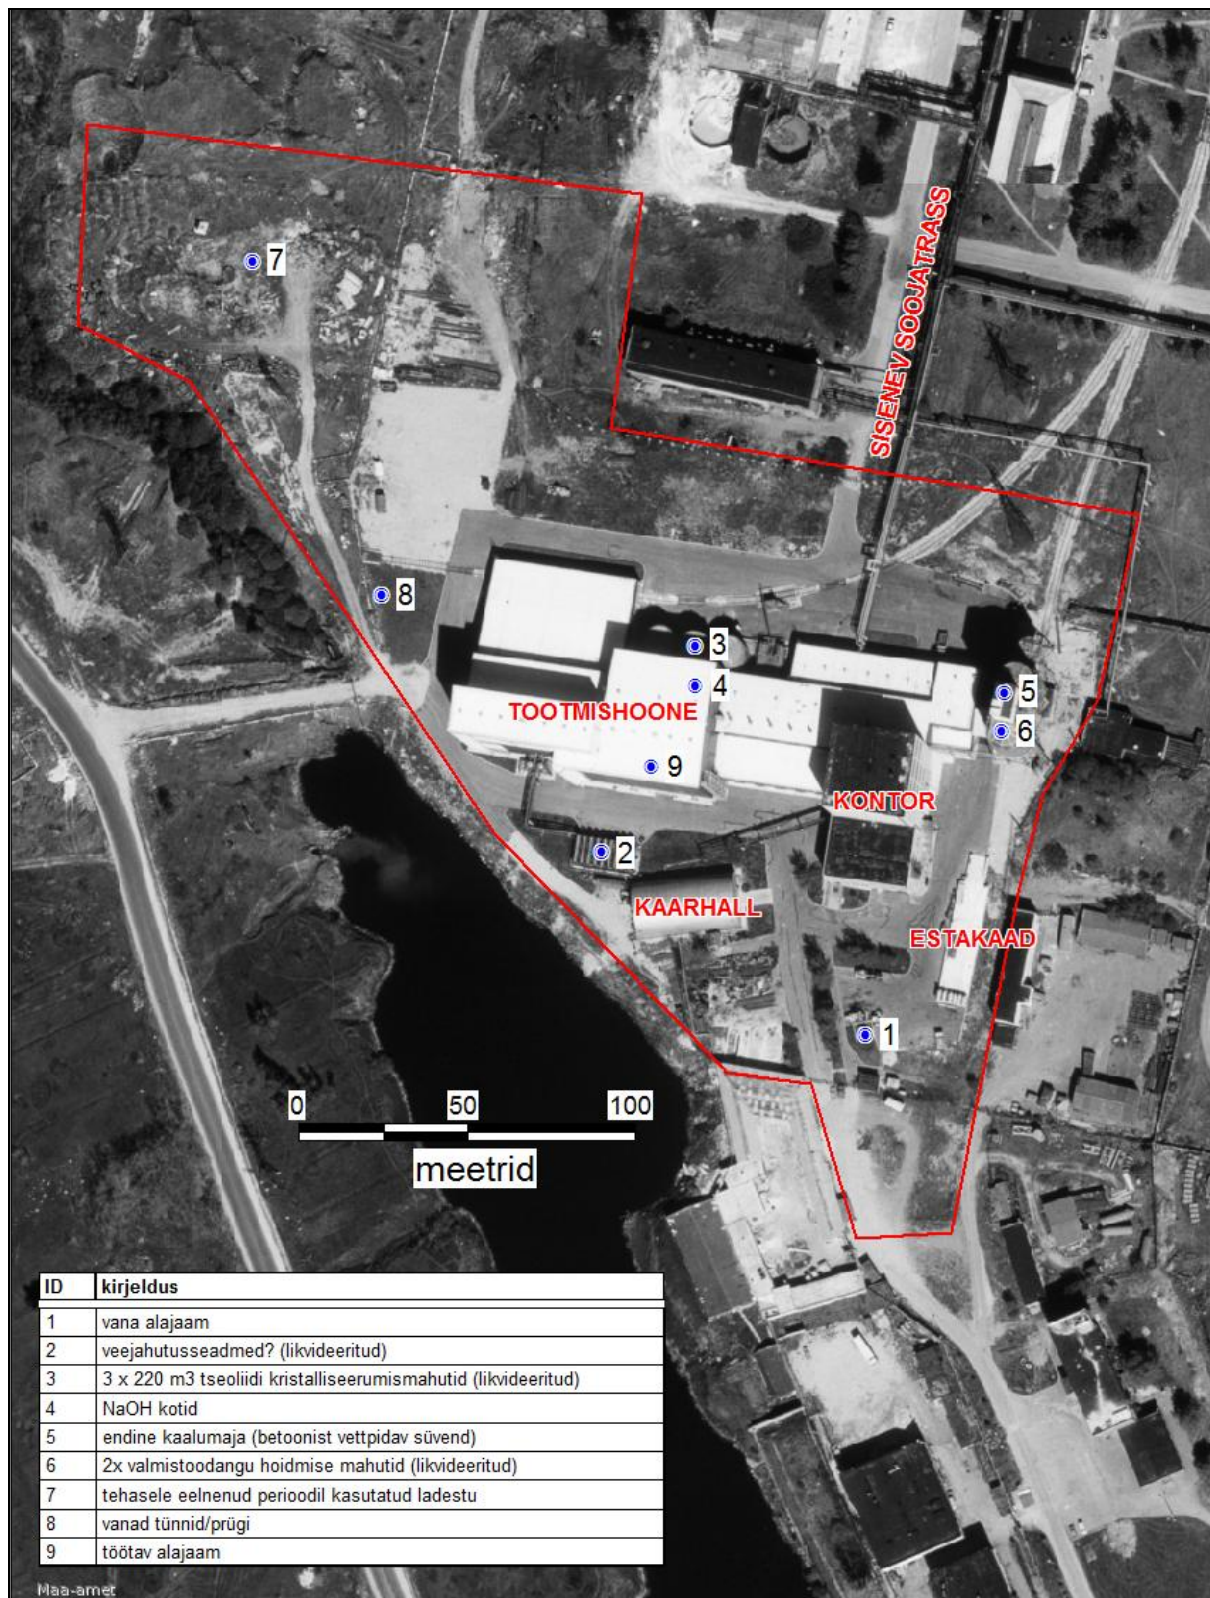 SISENEV SOOJATRASS
7
8
3
4
TOOTMISHOONE
5
6
9
KONTOR
2
KAARHALL
ESTAKAAD
1
0 50 100
meetrid
ID kirjeldus
1 vana alajaam
2 veejahutusseadmed? (likvideeritud)
3 3 x 220 m3 tseoliidi kristalliseerumismahutid (likvideeritud)
4 NaOH kotid
5 endine kaalumaja (betoonist vettpidav süvend)
6 2x valmistoodangu hoidmise mahutid (likvideeritud)
7 tehasele eelnenud perioodil kasutatud ladestu
8 vanad tünnid/prügi
9 töötav alajaam
Maa-amet